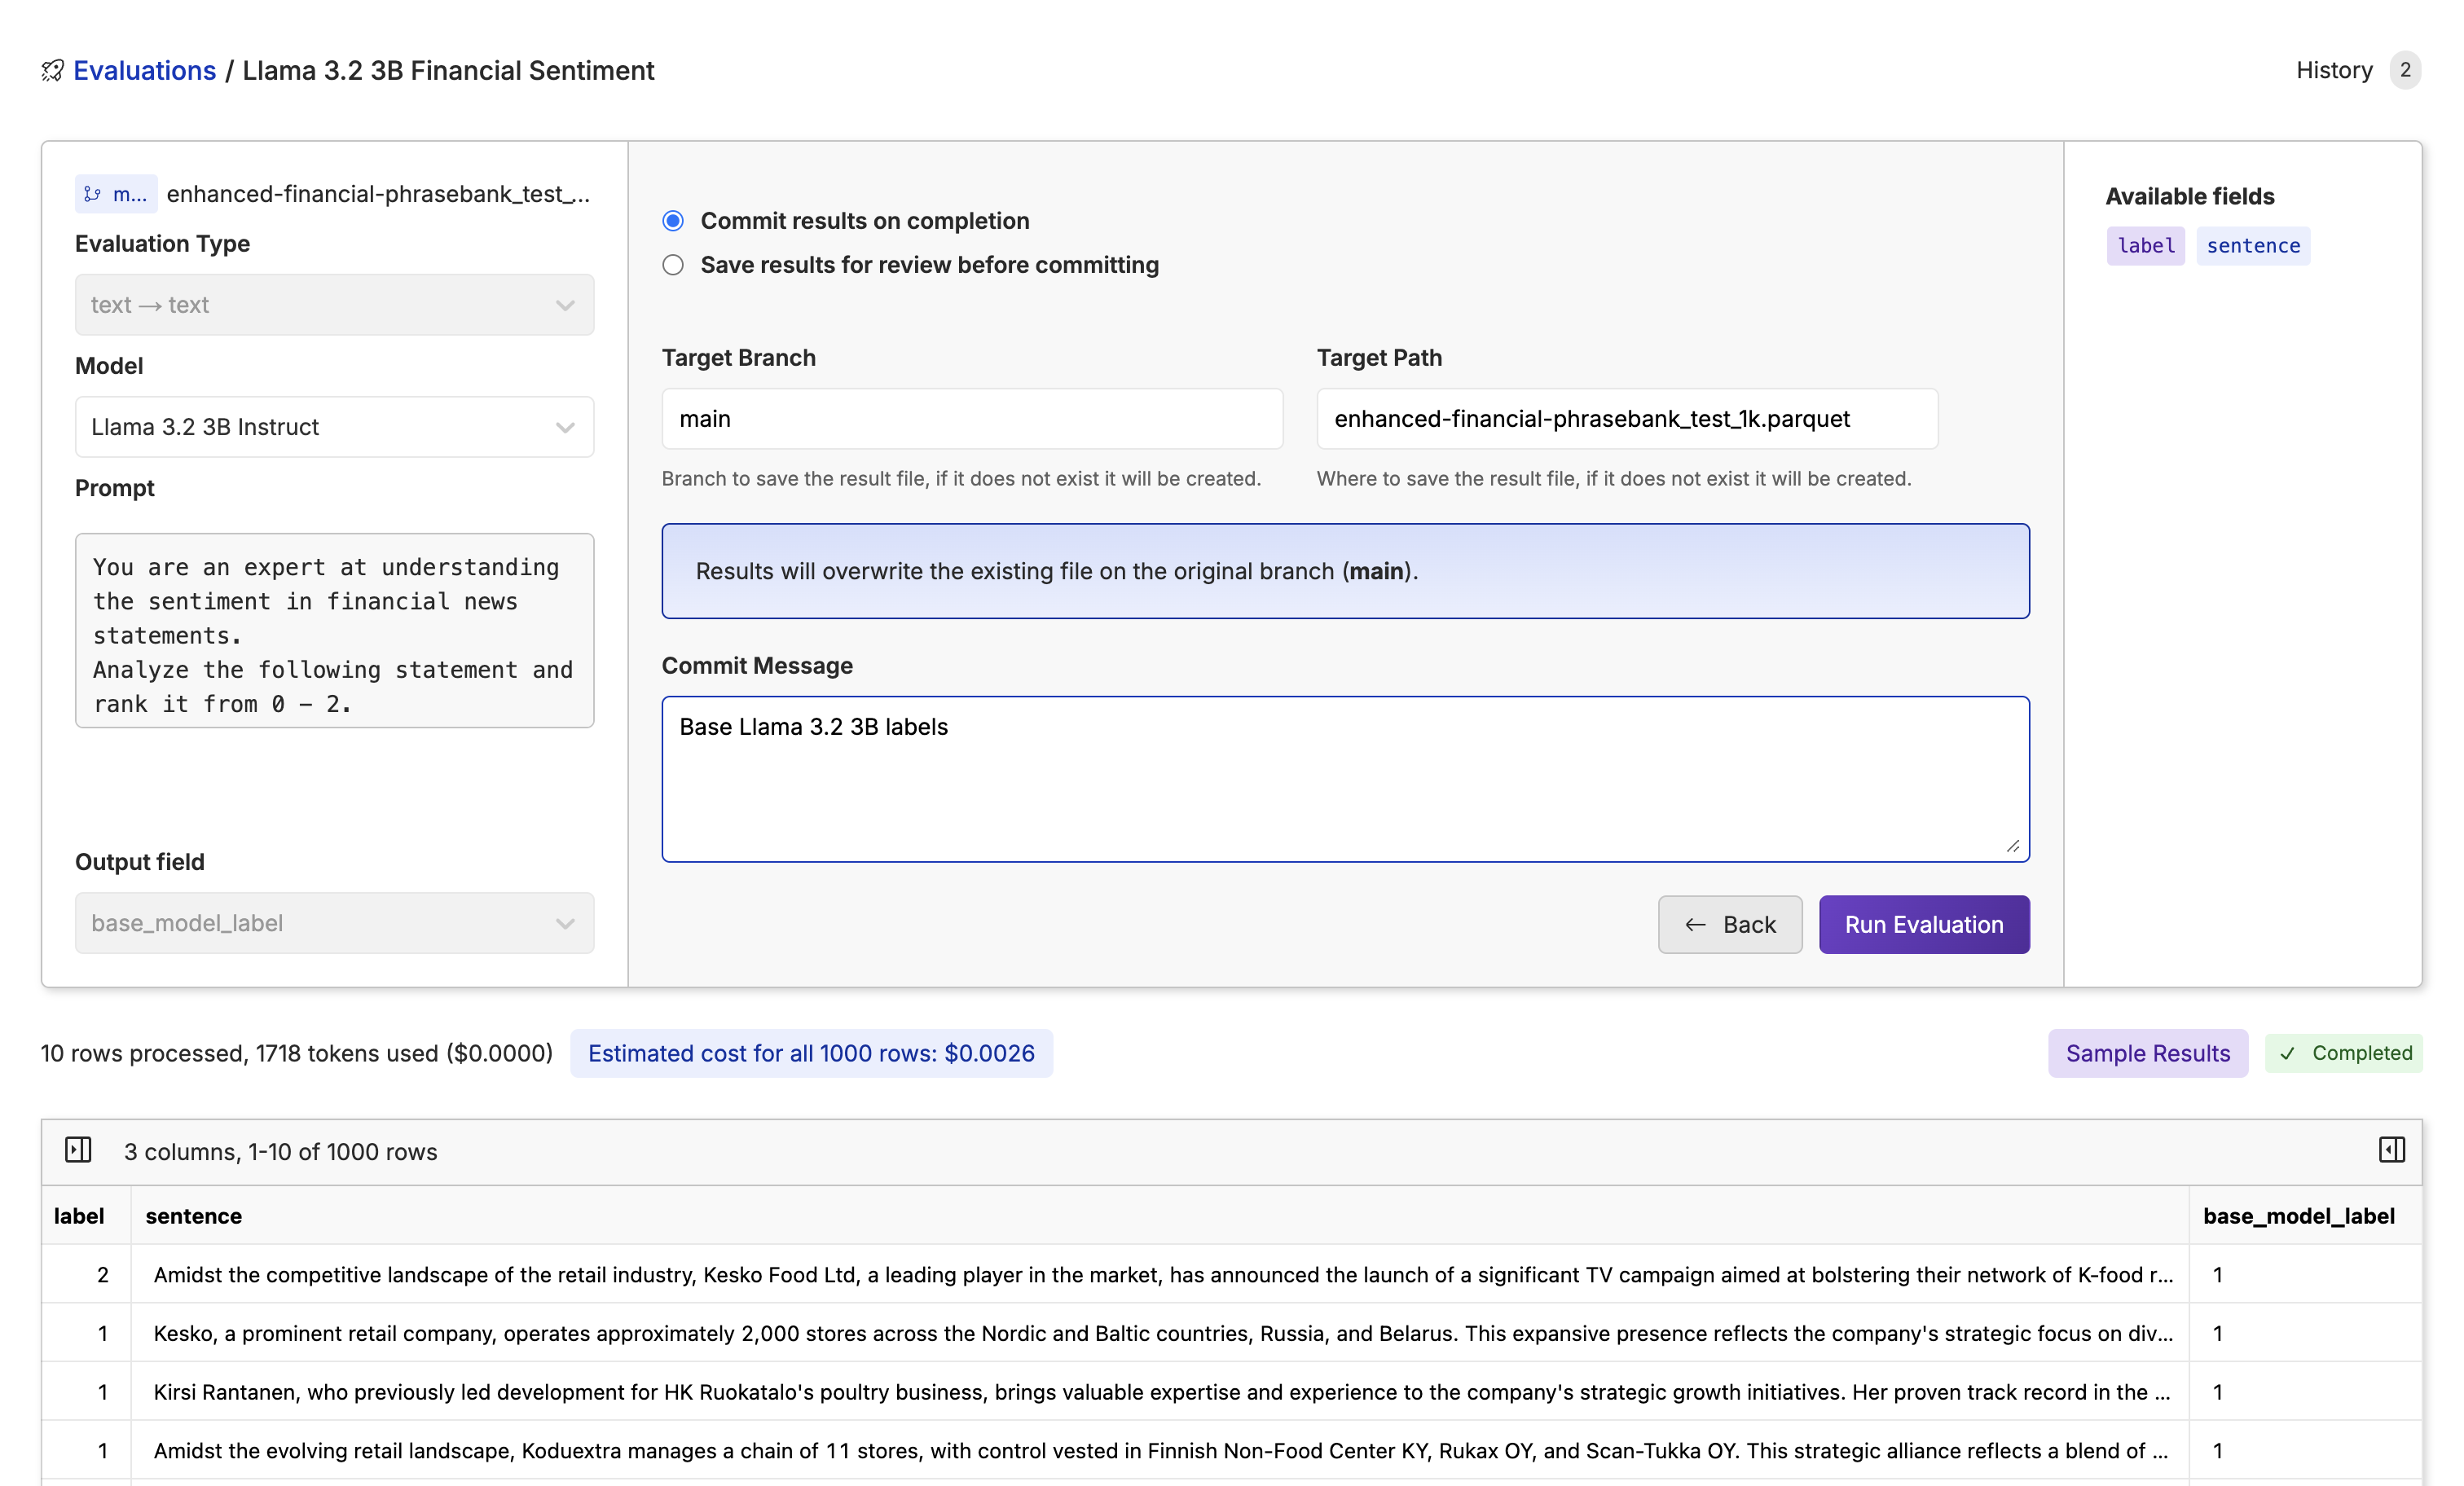 Evaluations / Llama 3.2 3B Financial Sentiment
History 2
m... enhanced-financial-phrasebank_test_...
Evaluation Type
text → text
Model
Llama 3.2 3B Instruct
Prompt
You are an expert at understanding
the sentiment in financial news
statements.
Analyze the following statement and
rank it from 0 – 2.
Output field
base_model_label
Commit results on completion
Save results for review before committing
Target Branch
main
Branch to save the result file, if it does not exist it will be created.
Target Path
enhanced-financial-phrasebank_test_1k.parquet
Where to save the result file, if it does not exist it will be created.
Results will overwrite the existing file on the original branch (main).
Commit Message
Base Llama 3.2 3B labels
← Back
Run Evaluation
Available fields
label sentence
10 rows processed, 1718 tokens used ($0.0000) Estimated cost for all 1000 rows: $0.0026
Sample Results ✓ Completed
3 columns, 1-10 of 1000 rows
label sentence base_model_label
2 Amidst the competitive landscape of the retail industry, Kesko Food Ltd, a leading player in the market, has announced the launch of a significant TV campaign aimed at bolstering their network of K-food r... 1
1 Kesko, a prominent retail company, operates approximately 2,000 stores across the Nordic and Baltic countries, Russia, and Belarus. This expansive presence reflects the company's strategic focus on div... 1
1 Kirsi Rantanen, who previously led development for HK Ruokatalo's poultry business, brings valuable expertise and experience to the company's strategic growth initiatives. Her proven track record in the ... 1
1 Amidst the evolving retail landscape, Koduextra manages a chain of 11 stores, with control vested in Finnish Non-Food Center KY, Rukax OY, and Scan-Tukka OY. This strategic alliance reflects a blend of ... 1